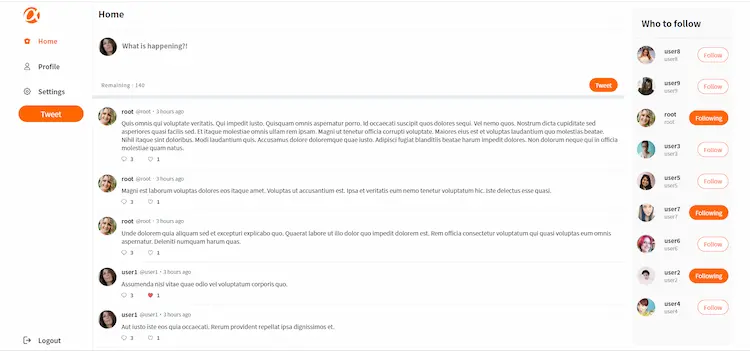 Home
Profile
Settings
Tweet
Logout
Home
What is happening?!
Remaining : 140
Tweet
root @root · 3 hours ago
Quis omnis qui voluptate veritatis. Qui impedit iusto. Quisquam omnis aspernatur porro. Id occaecati suscipit quos dolores sequi. Vel nemo quos. Nostrum dicta cupiditate sed
asperiores quasi facilis sed. Et itaque molestiae omnis ullam rem ipsam. Magni ut tenetur officia corrupti voluptate. Maiores eius est et voluptas laudantium quo molestias beatae.
Nihil itaque sint doloribus. Modi laudantium quis. Accusamus dolore doloremque quae iusto. Adipisci fugiat blanditiis beatae harum impedit dolores. Non dolorum neque qui in officia
molestiae quam natus.
3 1
root @root · 3 hours ago
Magni est laborum voluptas dolores eos itaque amet. Voluptas ut accusantium est. Ipsa et veritatis eum nemo tenetur voluptatum hic. Iste delectus esse quasi.
3 1
root @root · 3 hours ago
Unde dolorem quia aliquam sed et excepturi explicabo quo. Quaerat labore ut illo dolor quo impedit dolorem est. Rem officia consectetur voluptatum qui quasi voluptas eum omnis
aspernatur. Deleniti numquam harum quas.
3 1
user1 @user1 · 3 hours ago
Assumenda nisi vitae quae odio vel voluptatum corporis quo.
3 1
user1 @user1 · 3 hours ago
Aut iusto iste eos quia occaecati. Rerum provident repellat ipsa dignissimos et.
3 1
Who to follow
user8
user8
Follow
user9
user9
Follow
root
root
Following
user3
user3
Follow
user5
user5
Follow
user7
user7
Following
user6
user6
Follow
user2
user2
Following
user4
user4
Follow